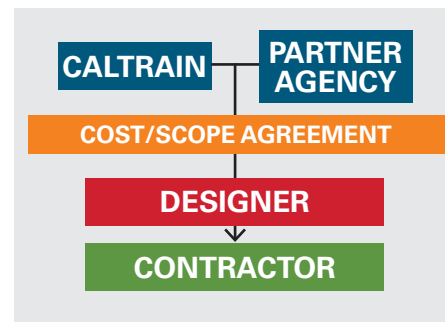 CALTRAIN
PARTNER
AGENCY
COST/SCOPE AGREEMENT
DESIGNER
CONTRACTOR